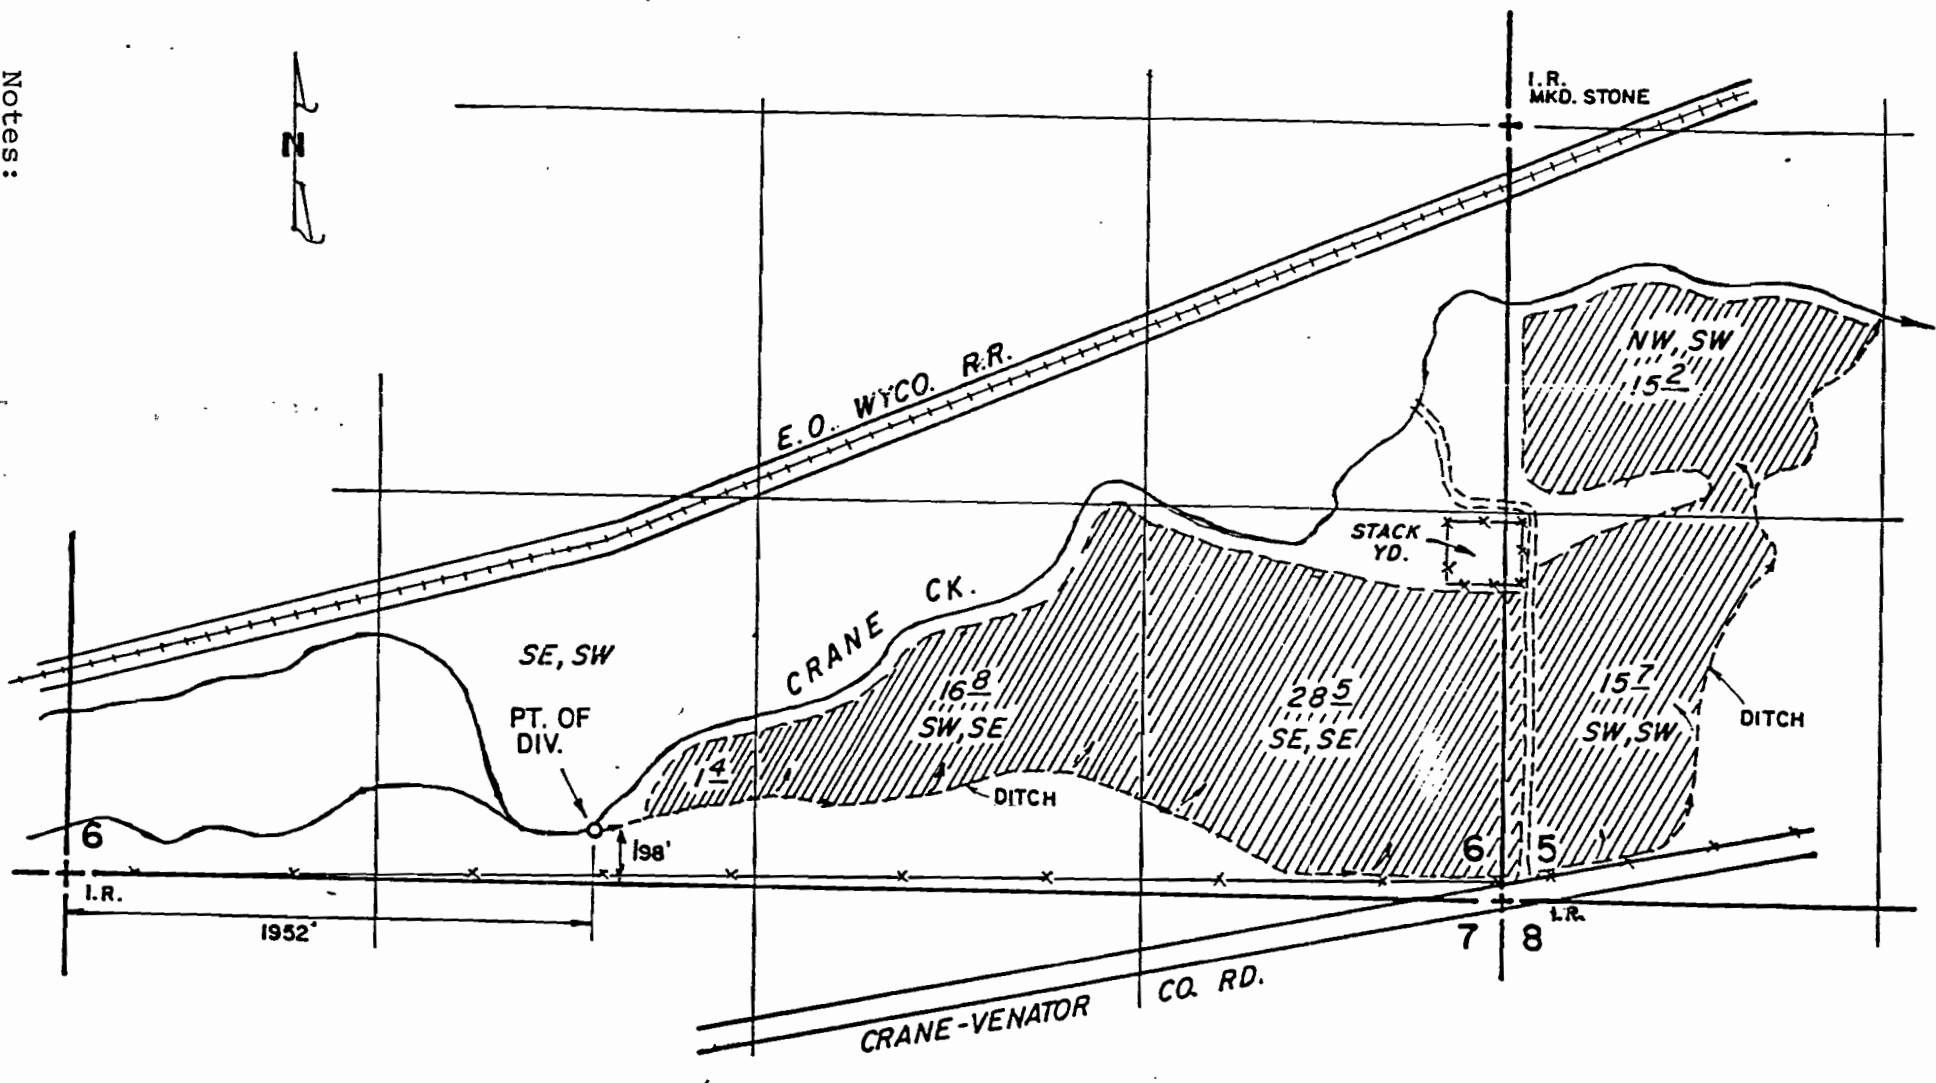 Notes:
N
I.R.
MKD. STONE
E.O. WYCO. R.R.
NW, SW
15 2
STACK
YD.
CRANE CK.
SE, SW
PT. OF
DIV.
1 4
16 8
SW, SE
28 5
SE, SE
15 7
SW, SW
DITCH
DITCH
198'
6
6
5
I.R.
1952'
I.R.
7
8
CRANE-VENATOR CO. RD.